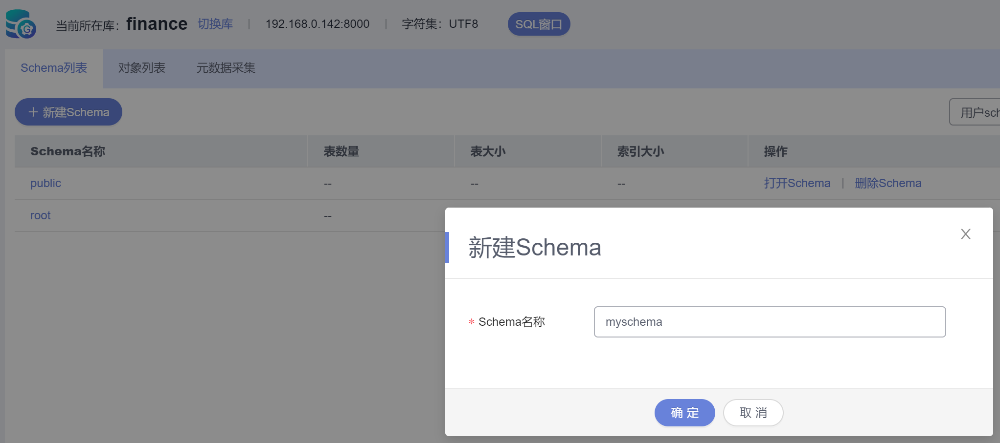 当前所在库： finance 切换库 | 192.168.0.142:8000 | 字符集： UTF8 SQL窗口
Schema列表 对象列表 元数据采集
+ 新建Schema 用户sch
Schema名称 表数量 表大小 索引大小 操作
public -- -- -- 打开Schema | 删除Schema
root --
新建Schema X
* Schema名称 myschema
确 定 取 消